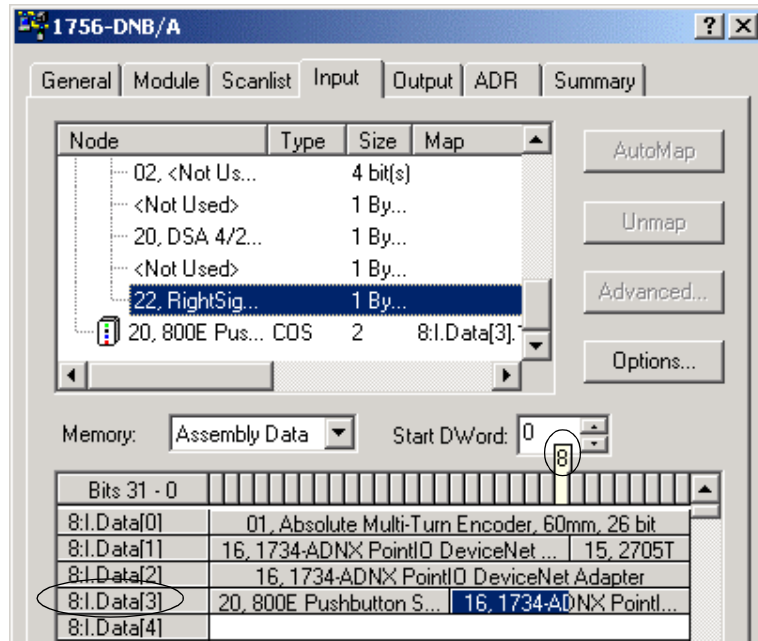 1756-DNB/A
General Module Scanlist Input Output ADR Summary
Node Type Size Map
02, <Not Us... 4 bit(s)
<Not Used> 1 By...
20, DSA 4/2... 1 By...
<Not Used> 1 By...
22, RightSig... 1 By...
20, 800E Pus... COS 2 8:I.Data[3].
AutoMap
Unmap
Advanced...
Options...
Memory: Assembly Data Start DWord: 0
8
Bits 31 - 0
8:I.Data[0] 01, Absolute Multi-Turn Encoder, 60mm, 26 bit
8:I.Data[1] 16, 1734-ADNX PointIO DeviceNet ... 15, 2705T
8:I.Data[2] 16, 1734-ADNX PointIO DeviceNet Adapter
8:I.Data[3] 20, 800E Pushbutton S... 16, 1734-ADNX PointI...
8:I.Data[4]